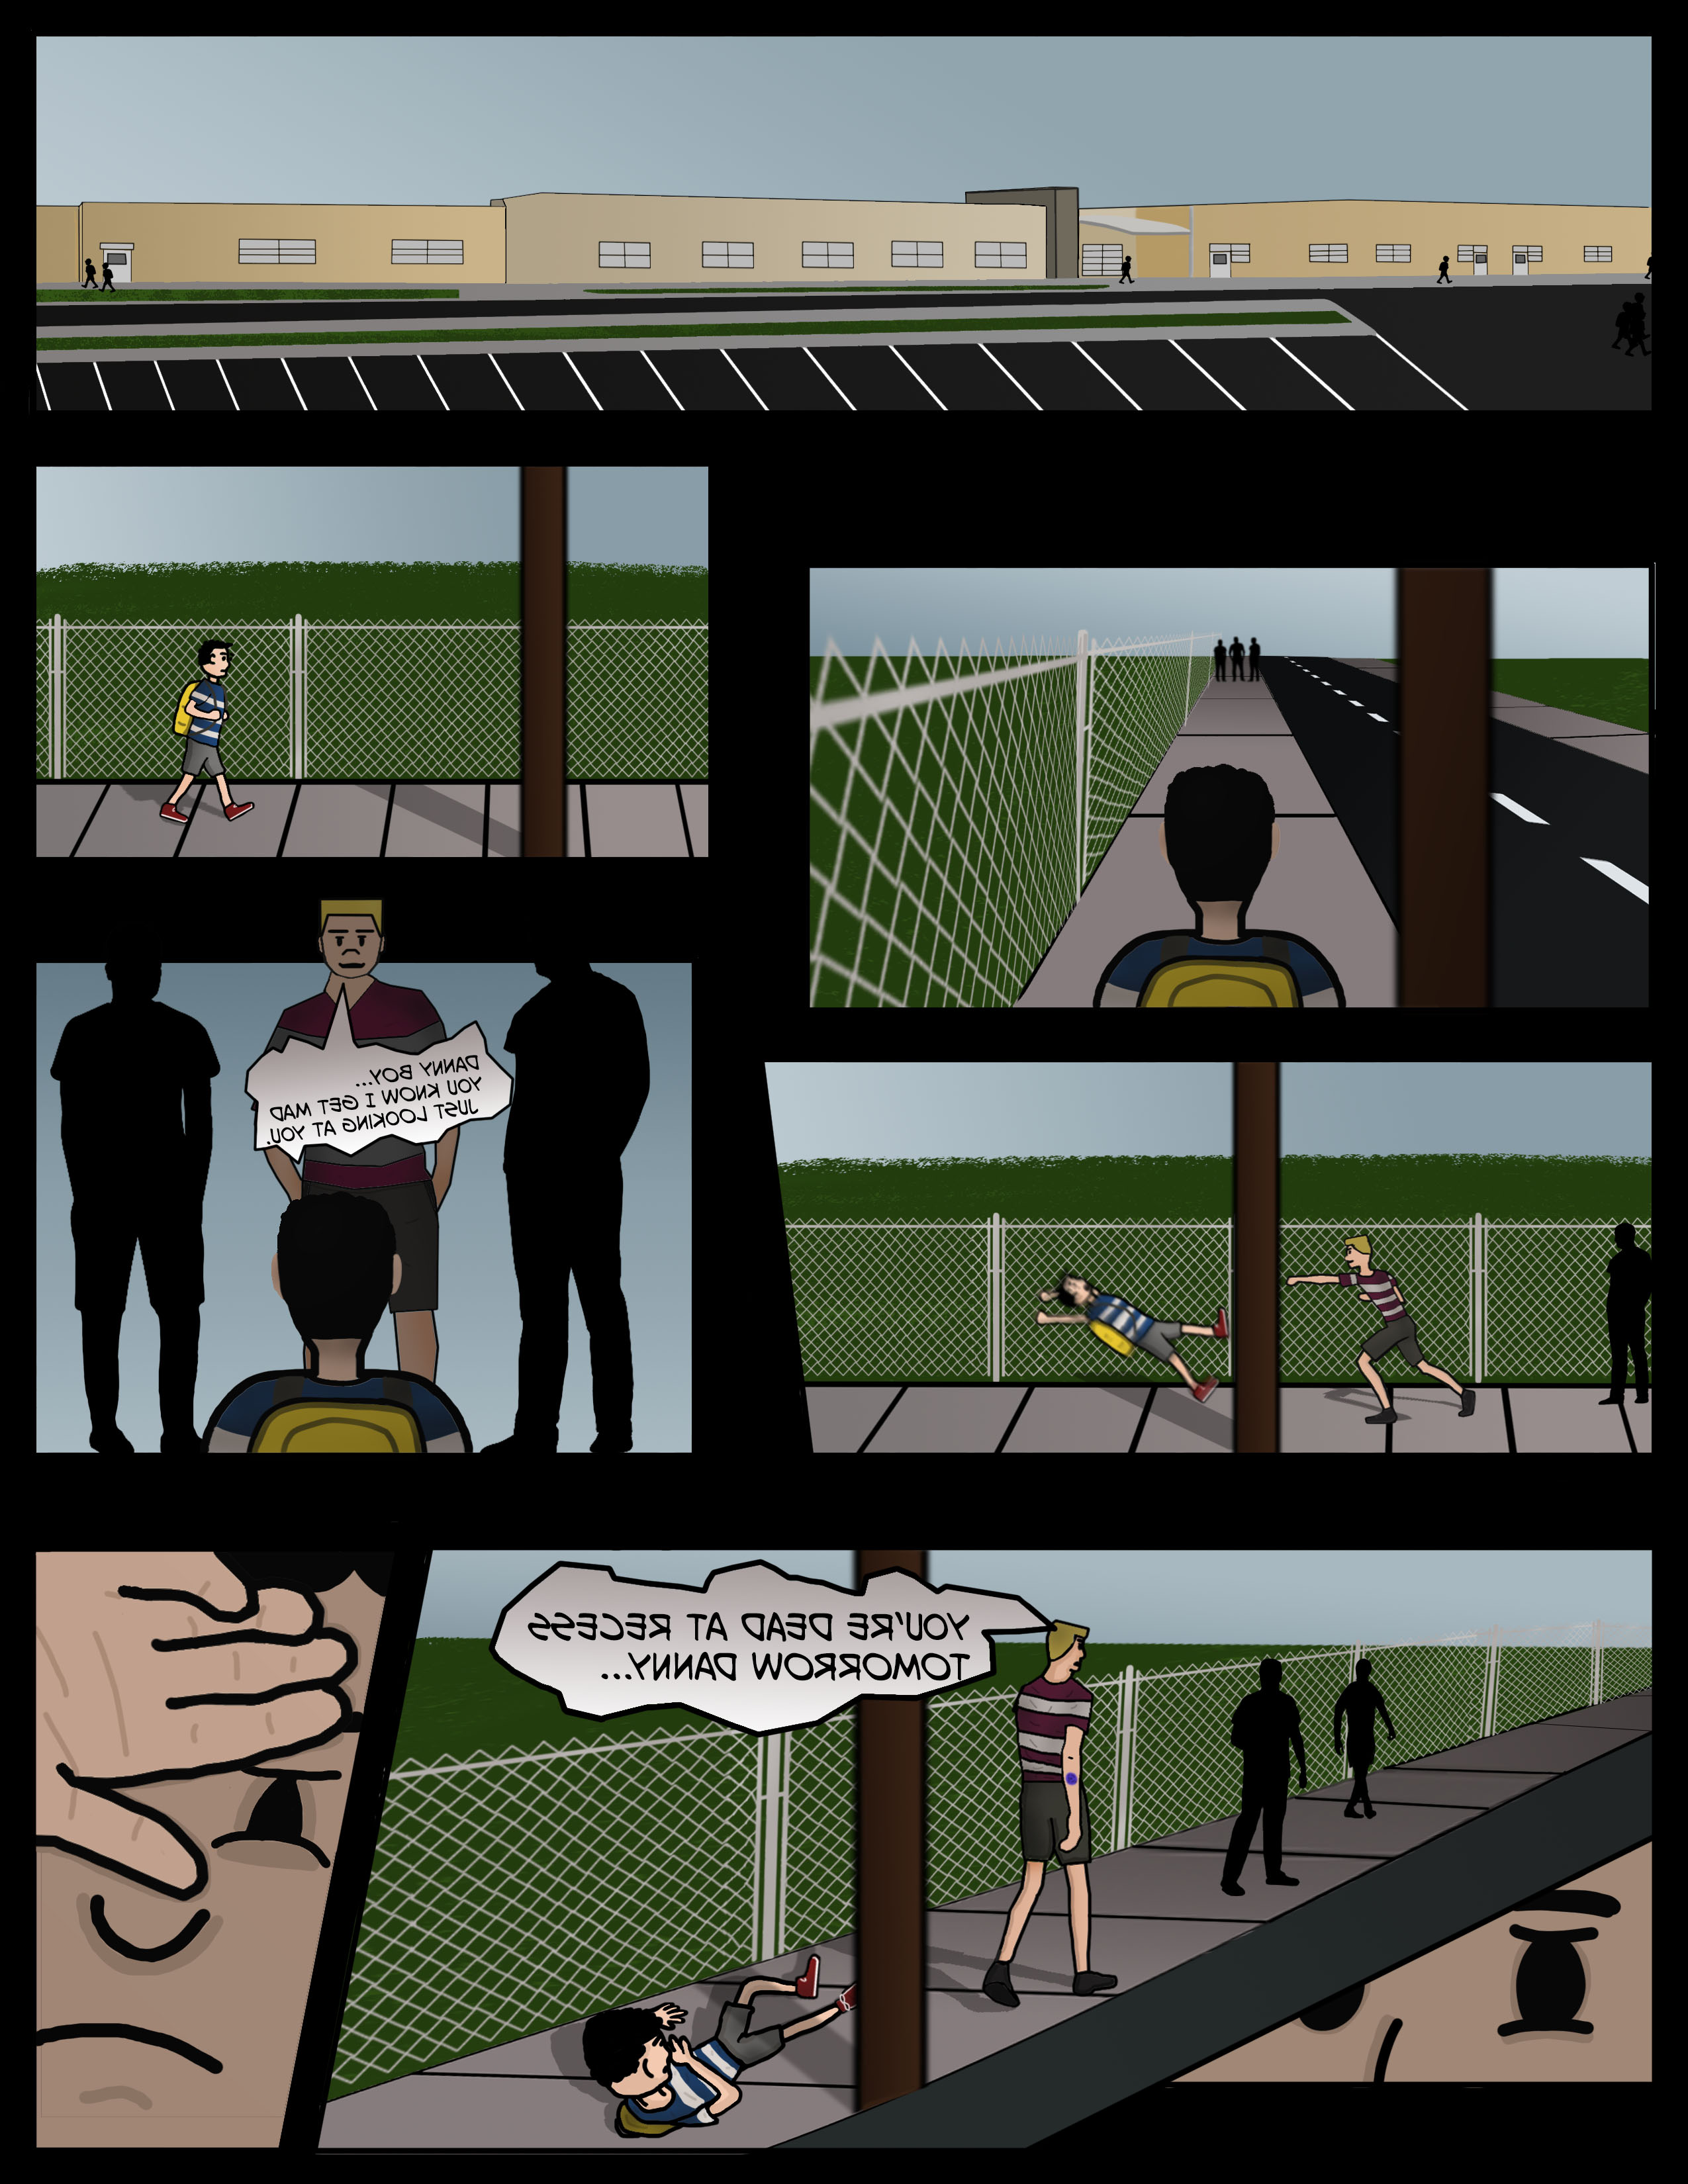 DANNY BOY...
YOU KNOW I GET MAD
JUST LOOKING AT YOU.
YOU'RE DEAD AT RECESS
TOMORROW DANNY...